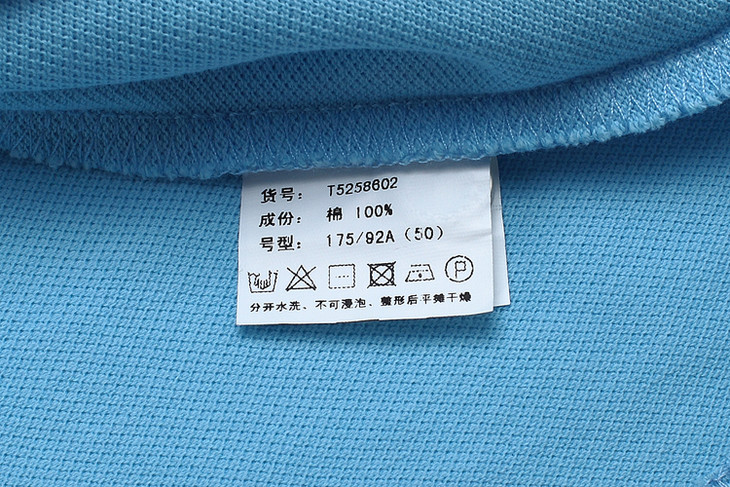 货号： T5258602
成份： 棉 100%
号型： 175/92A（50）
P
分开水洗、不可浸泡、整形后平摊干燥